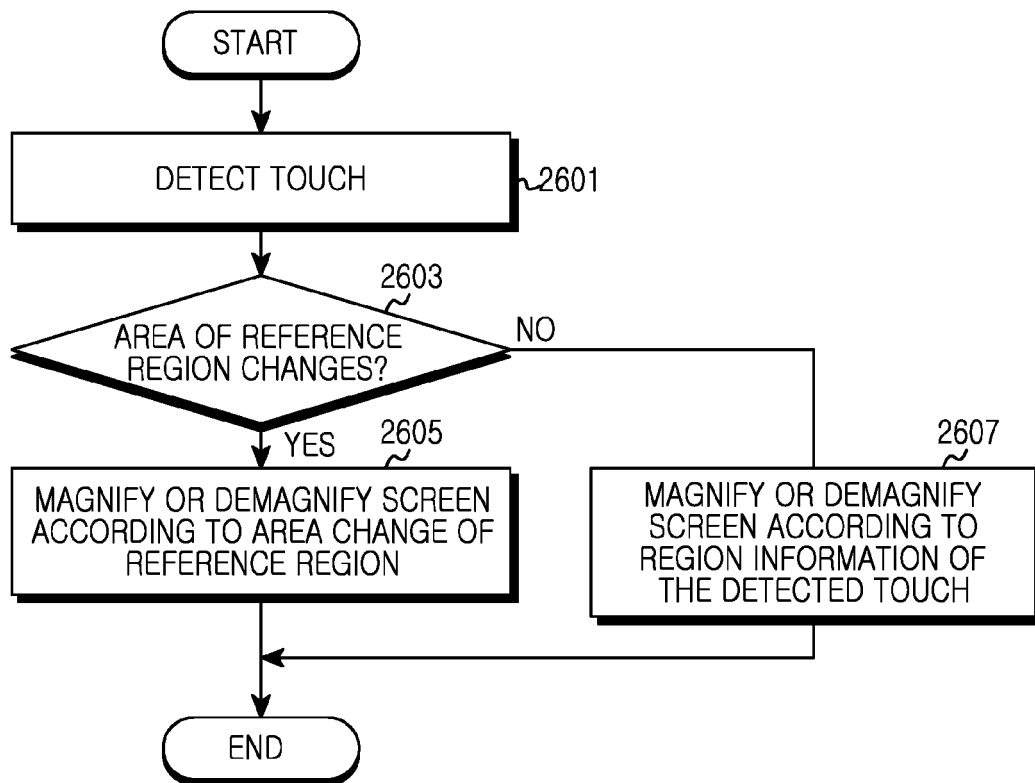 START
DETECT TOUCH
2601
2603
AREA OF REFERENCE
REGION CHANGES?
NO
YES
2605
MAGNIFY OR DEMAGNIFY SCREEN
ACCORDING TO AREA CHANGE OF
REFERENCE REGION
2607
MAGNIFY OR DEMAGNIFY
SCREEN ACCORDING TO
REGION INFORMATION OF
THE DETECTED TOUCH
END